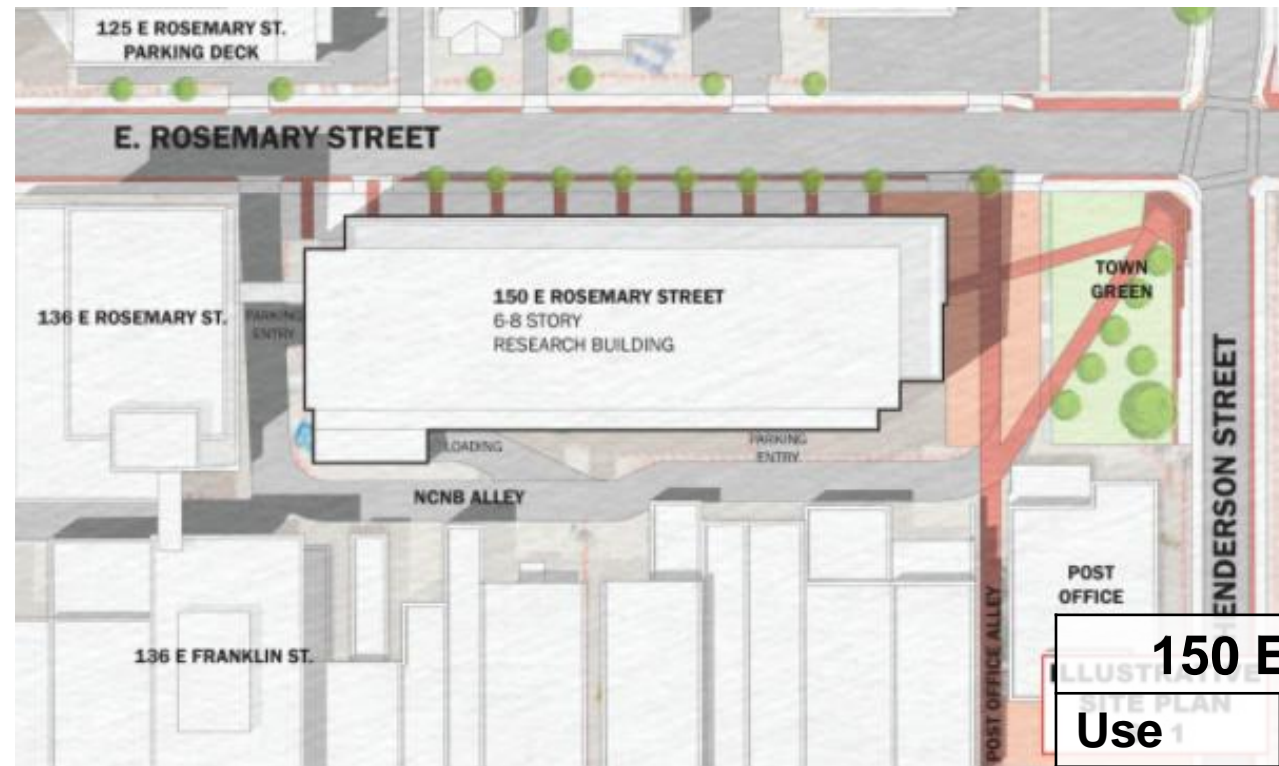 125 E ROSEMARY ST.
PARKING DECK
E. ROSEMARY STREET
136 E ROSEMARY ST.
PARKING
ENTRY
150 E ROSEMARY STREET
6-8 STORY
RESEARCH BUILDING
TOWN
GREEN
HENDERSON STREET
LOADING
PARKING
ENTRY
NCNB ALLEY
POST
OFFICE
POST OFFICE ALLEY
136 E FRANKLIN ST.
150 E
ILLUSTRATIVE
SITE PLAN
1
Use